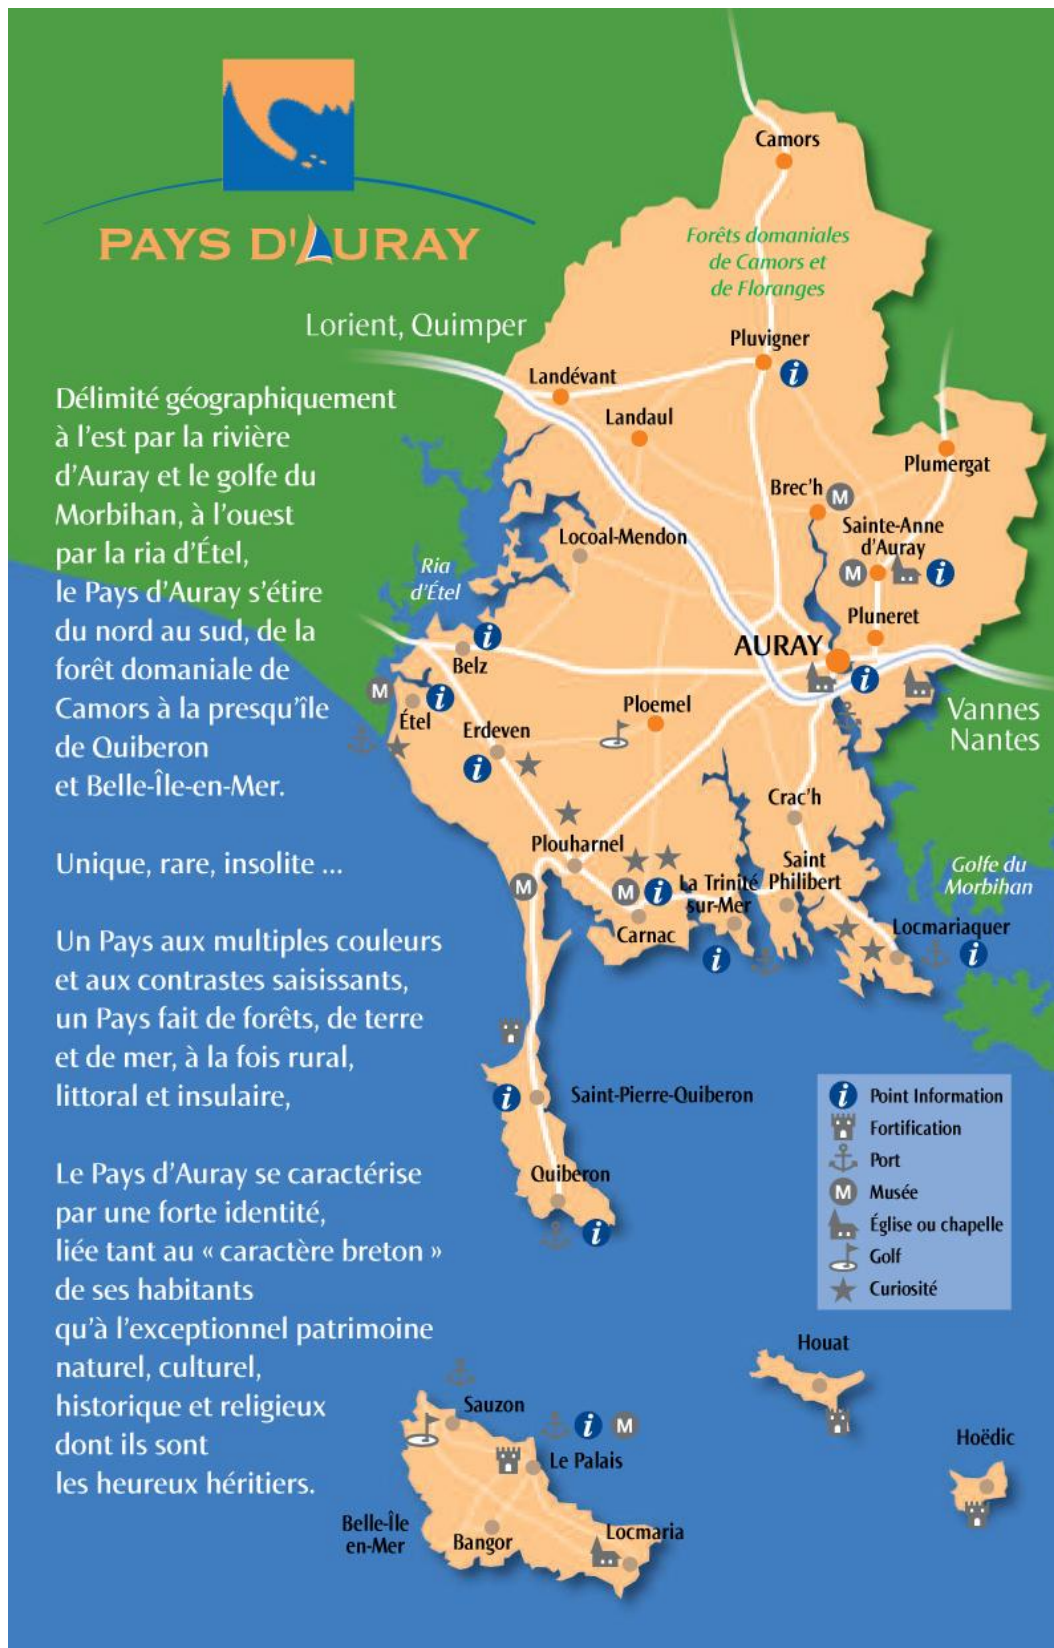 PAYS D'AURAY
Lorient, Quimper
Délimité géographiquement
à l'est par la rivière
d'Auray et le golfe du
Morbihan, à l'ouest
par la ria d'Étel,
le Pays d'Auray s'étire
du nord au sud, de la
forêt domaniale de
Camors à la presqu'île
de Quiberon
et Belle-Île-en-Mer.
Unique, rare, insolite ...
Un Pays aux multiples couleurs
et aux contrastes saisissants,
un Pays fait de forêts, de terre
et de mer, à la fois rural,
littoral et insulaire,
Le Pays d'Auray se caractérise
par une forte identité,
liée tant au « caractère breton »
de ses habitants
qu'à l'exceptionnel patrimoine
naturel, culturel,
historique et religieux
dont ils sont
les heureux héritiers.
Camors
Forêts domaniales
de Camors et
de Floranges
Pluvigner
i
Landévant
Landaul
Plumergat
Brec'h
M
Sainte-Anne
d'Auray
M
i
Locoal-Mendon
Ria
d'Étel
Pluneret
AURAY
i
i
Belz
M
i
Étel
Ploemel
Vannes
Nantes
Erdeven
i
Crac'h
Plouharnel
M
M
i
La Trinité
sur-Mer
Saint
Philibert
Golfe du
Morbihan
Carnac
i
Locmariaquer
i
i
Saint-Pierre-Quiberon
Quiberon
i
i
Point Information
Fortification
Port
M
Musée
Église ou chapelle
Golf
Curiosité
Houat
Hoëdic
Sauzon
i
M
Le Palais
Belle-Île
en-Mer
Bangor
Locmaria